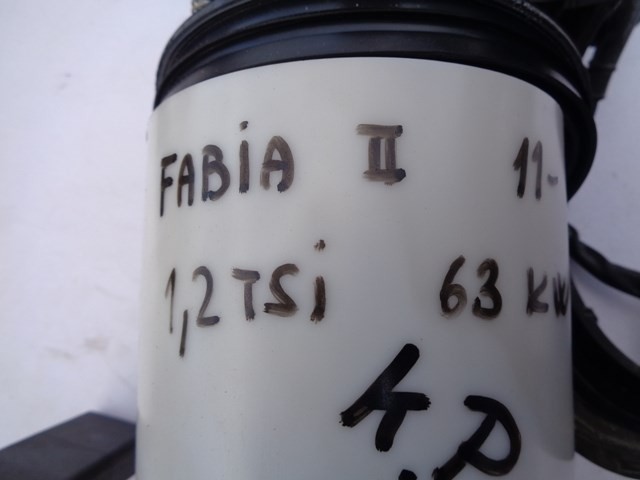 FABiA II 11-
1,2 TSi 63 kW
K.P